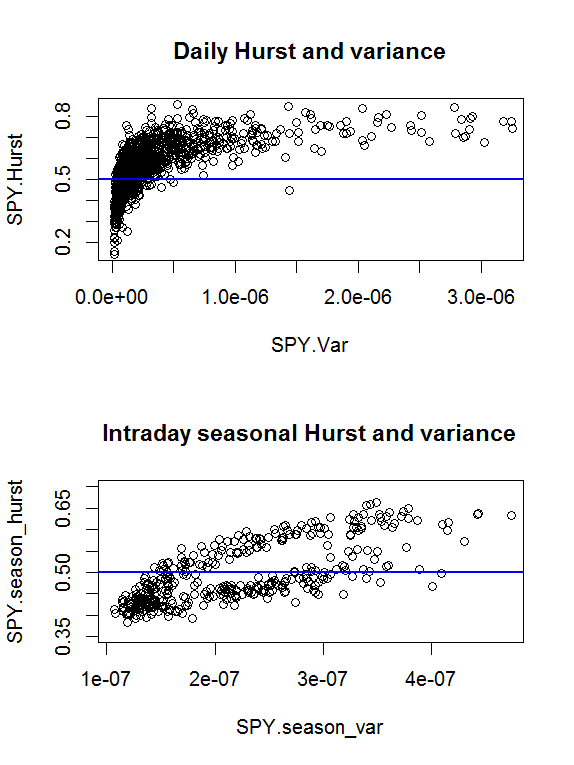 Daily Hurst and variance
SPY.Hurst
0.8
0.5
0.2
0.0e+00 1.0e-06 2.0e-06 3.0e-06
SPY.Var
Intraday seasonal Hurst and variance
SPY.season_hurst
0.65
0.50
0.35
1e-07 2e-07 3e-07 4e-07
SPY.season_var